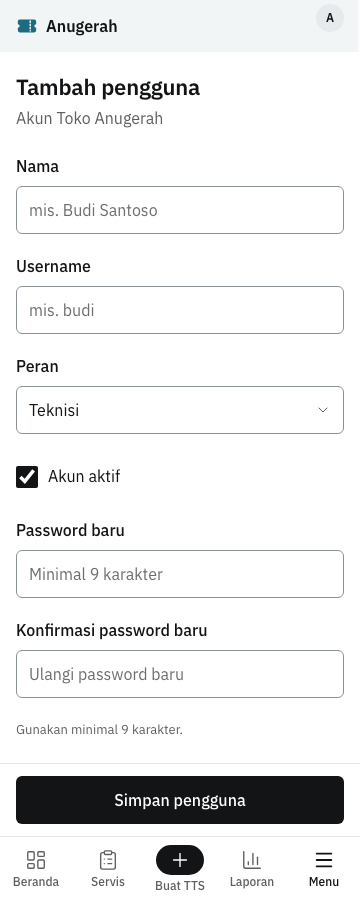 Anugerah
A
Tambah pengguna
Akun Toko Anugerah
Nama
mis. Budi Santoso
Username
mis. budi
Peran
Teknisi
Akun aktif
Password baru
Minimal 9 karakter
Konfirmasi password baru
Ulangi password baru
Gunakan minimal 9 karakter.
Simpan pengguna
Beranda
Servis
Buat TTS
Laporan
Menu